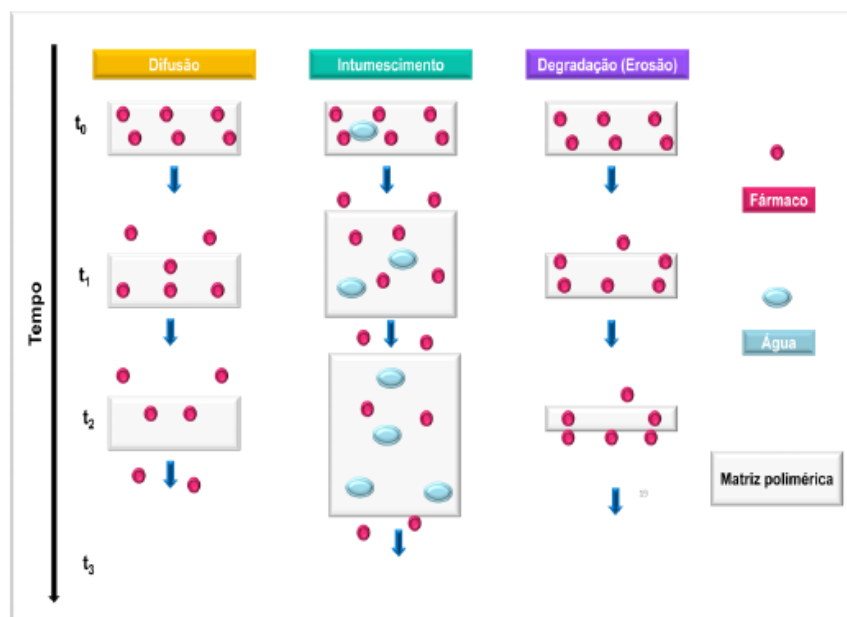 Difusão
Intumescimento
Degradação (Erosão)
t0
Fármaco
t1
Tempo
Água
t2
Matriz polimérica
t3